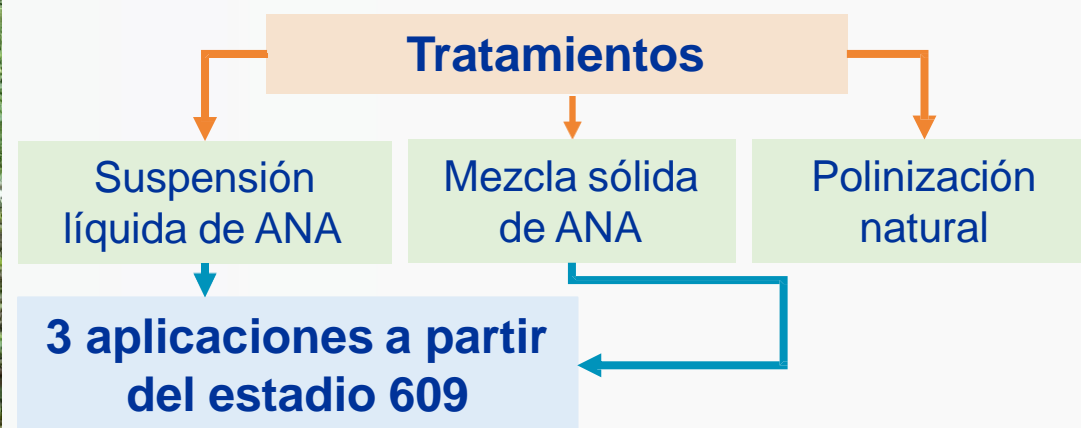 Tratamientos
Suspensión
líquida de ANA
Mezcla sólida
de ANA
Polinización
natural
3 aplicaciones a partir
del estadio 609